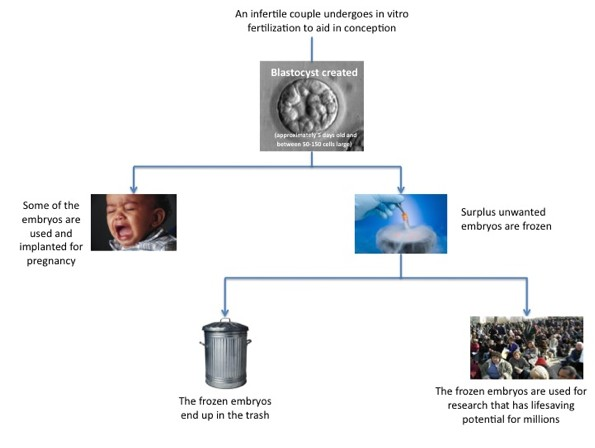 An infertile couple undergoes in vitro
fertilization to aid in conception
Blastocyst created
(approximately 5 days old and
between 50-150 cells large)
Some of the
embryos are
used and
implanted for
pregnancy
Surplus unwanted
embryos are frozen
The frozen embryos
end up in the trash
The frozen embryos are used for
research that has lifesaving
potential for millions